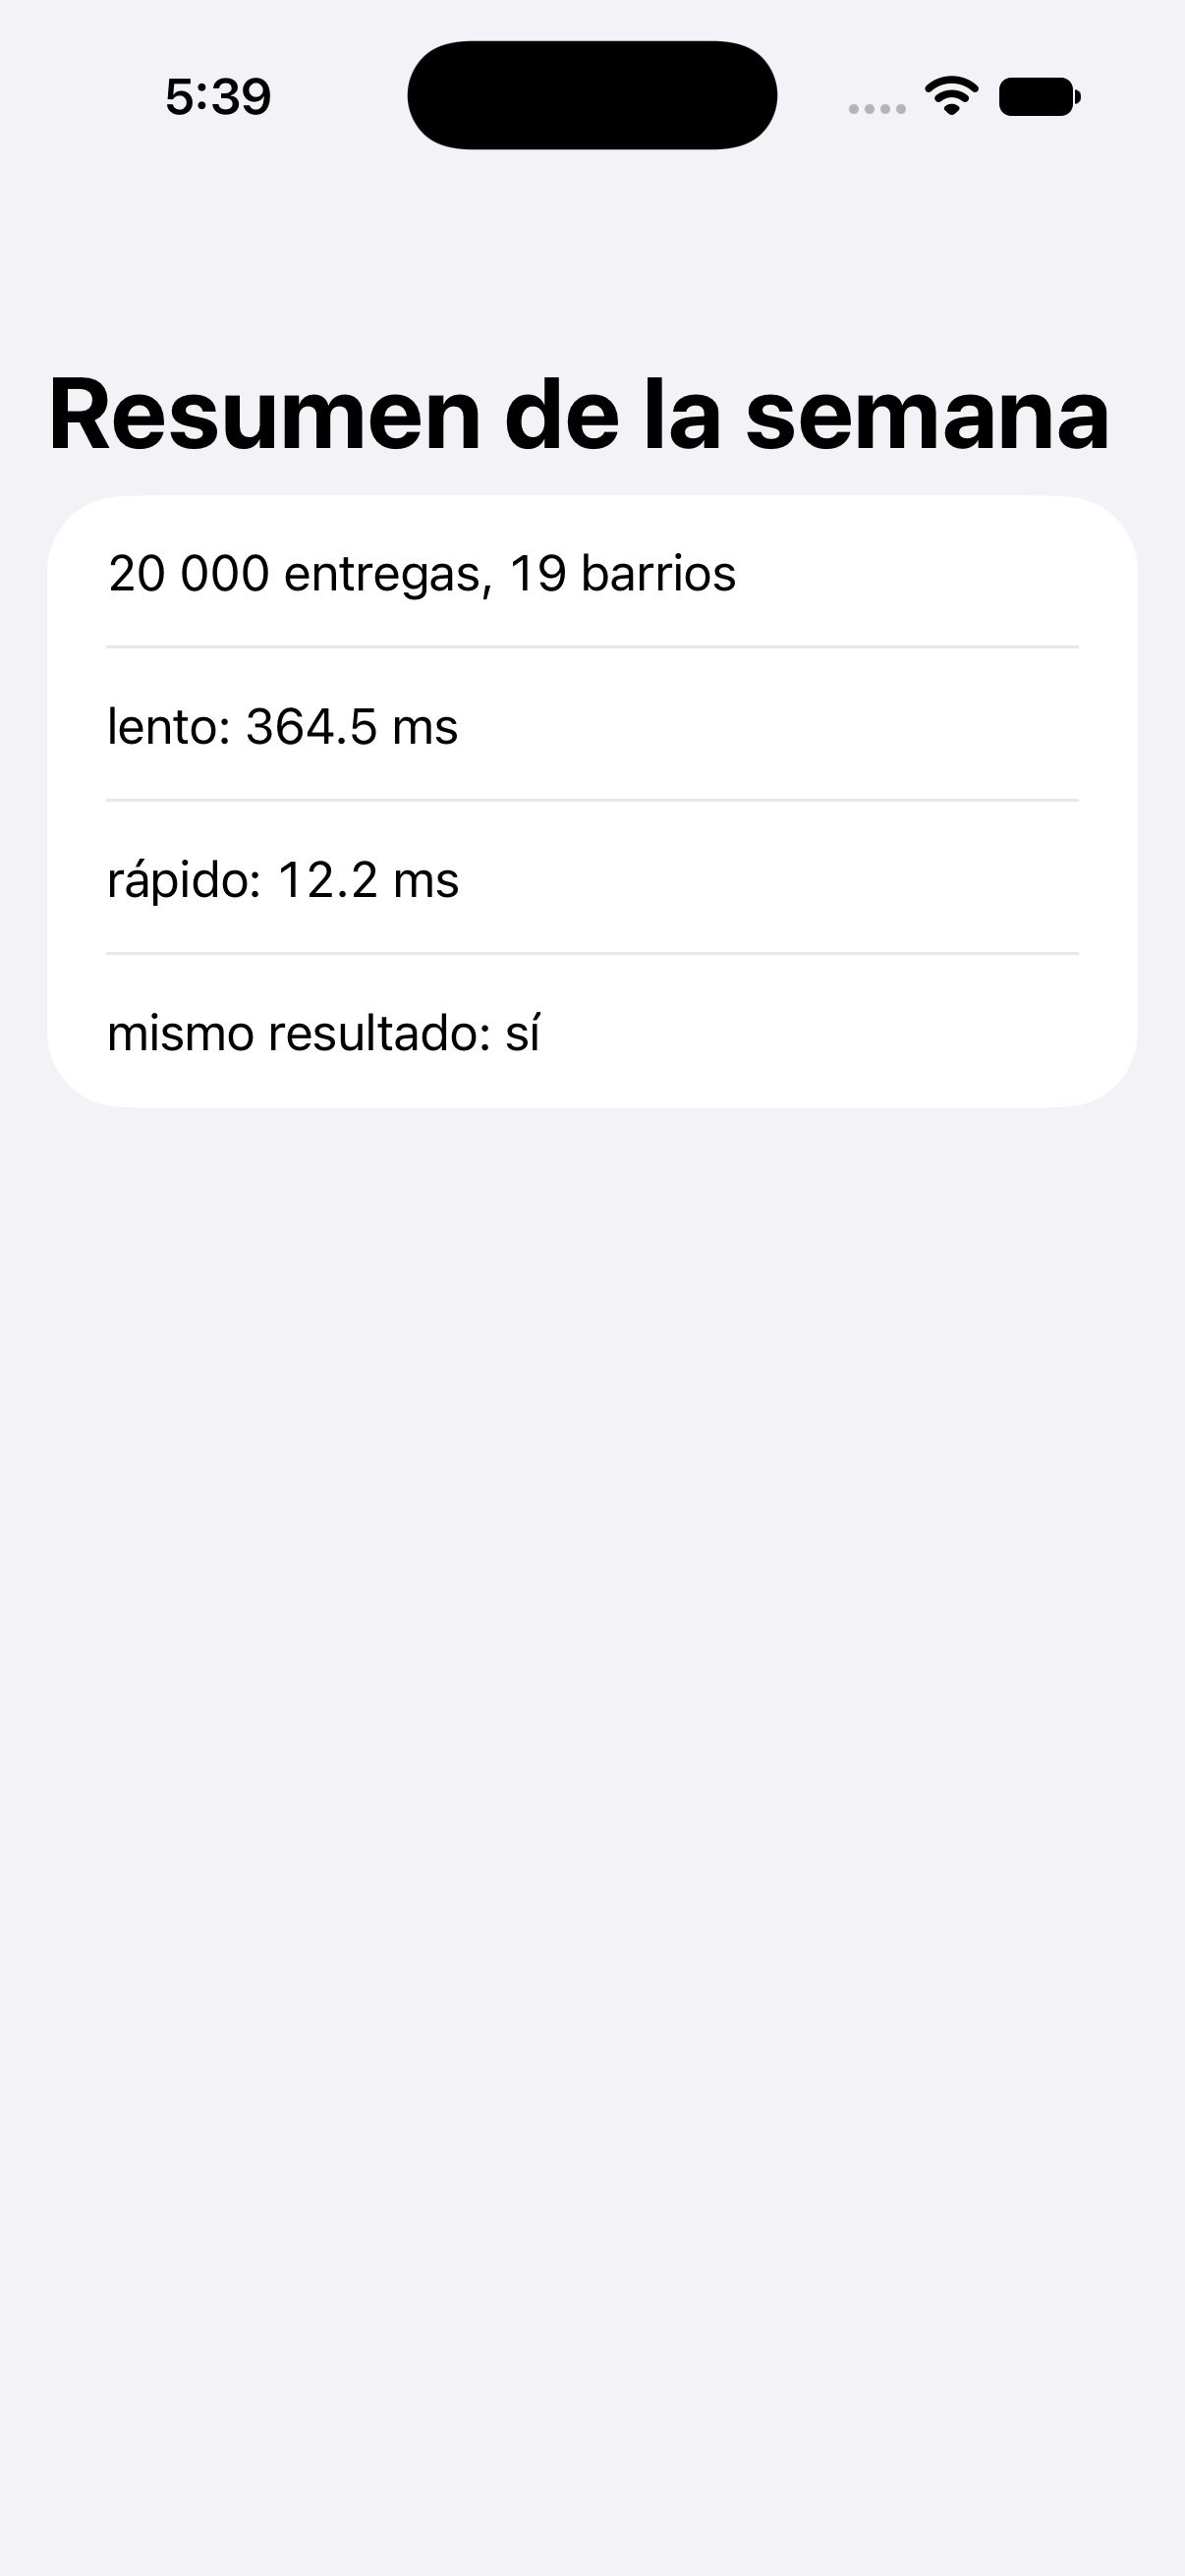 5:39
Resumen de la semana
20 000 entregas, 19 barrios
lento: 364.5 ms
rápido: 12.2 ms
mismo resultado: sí